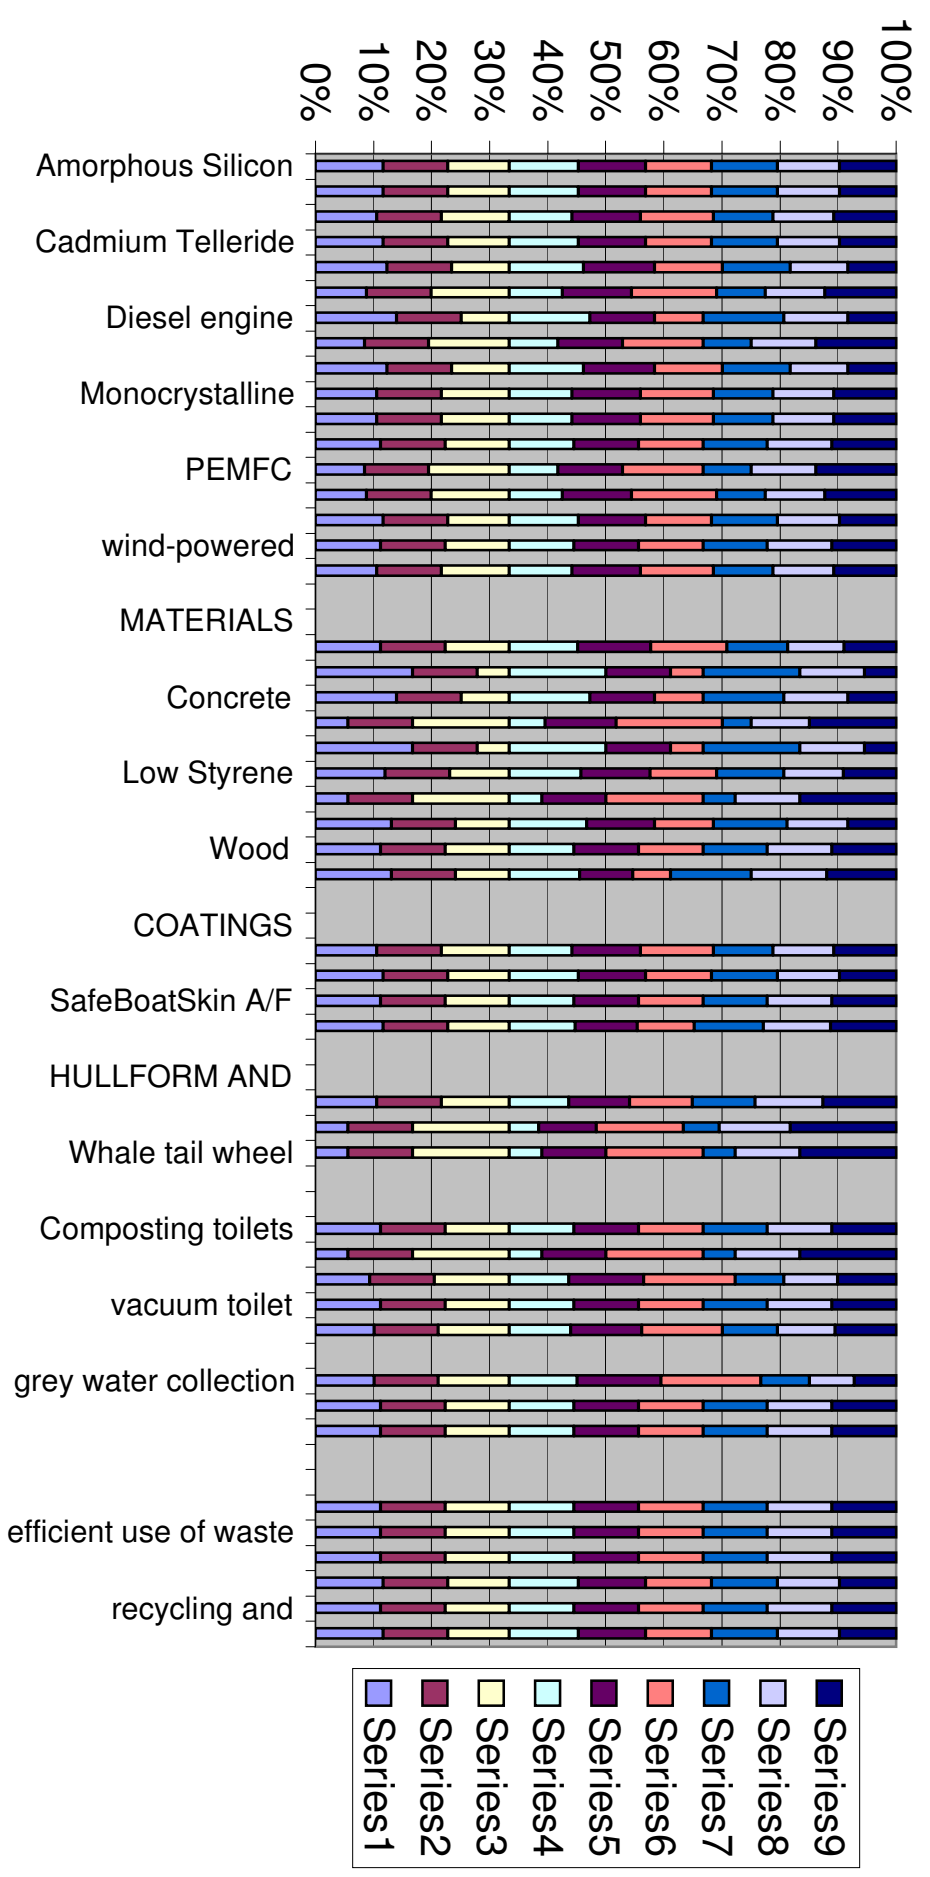 100%
90%
80%
70%
60%
50%
40%
30%
20%
10%
0%
Amorphous Silicon
Cadmium Telleride
Diesel engine
Monocrystalline
PEMFC
wind-powered
MATERIALS
Concrete
Low Styrene
Wood
COATINGS
SafeBoatSkin A/F
HULLFORM AND
Whale tail wheel
Composting toilets
vacuum toilet
grey water collection
efficient use of waste
recycling and
Series9
Series8
Series7
Series6
Series5
Series4
Series3
Series2
Series1